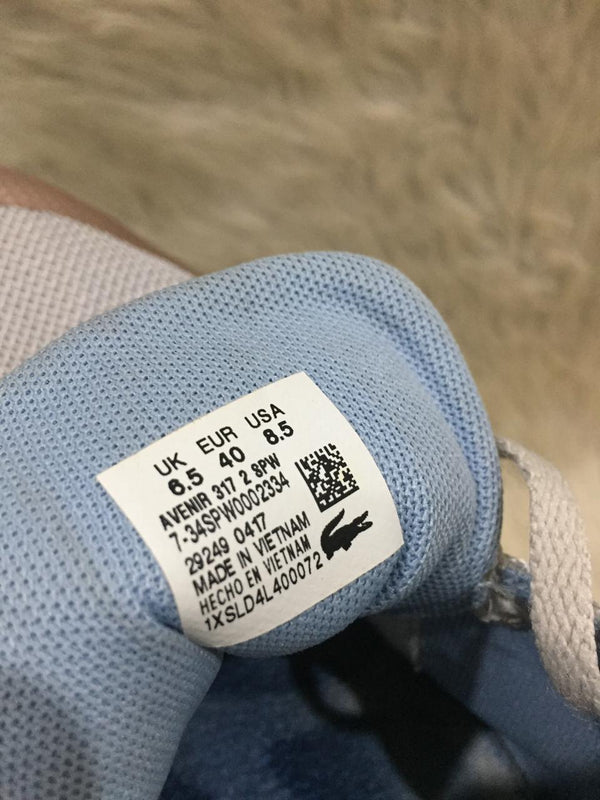 UK EUR USA
6.5 40 8.5
AVENIR 317 2 SPW
7-34SPW0002334
29249 0417
MADE IN VIETNAM
HECHO EN VIETNAM
1XSLD4L400072